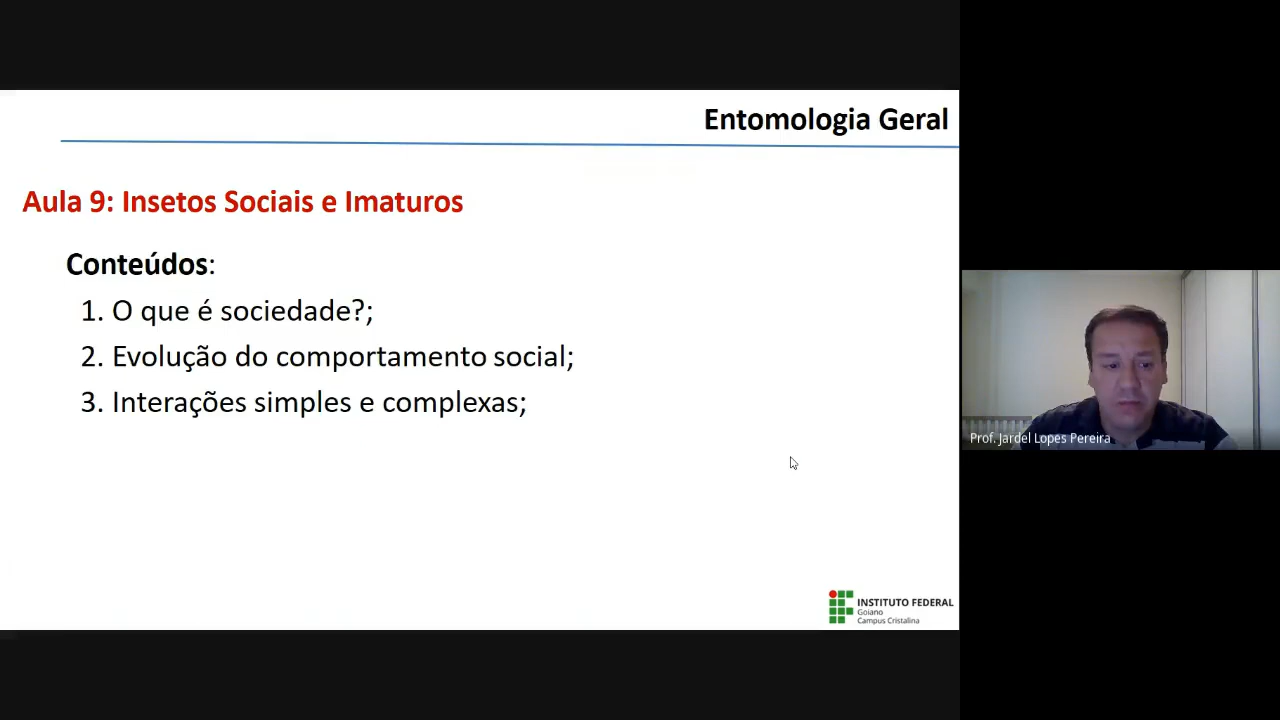 Entomologia Geral
Aula 9: Insetos Sociais e Imaturos
Conteúdos:
1. O que é sociedade?;
2. Evolução do comportamento social;
3. Interações simples e complexas;
Prof. Jardel Lopes Pereira
INSTITUTO FEDERAL
Goiano
Campus Cristalina